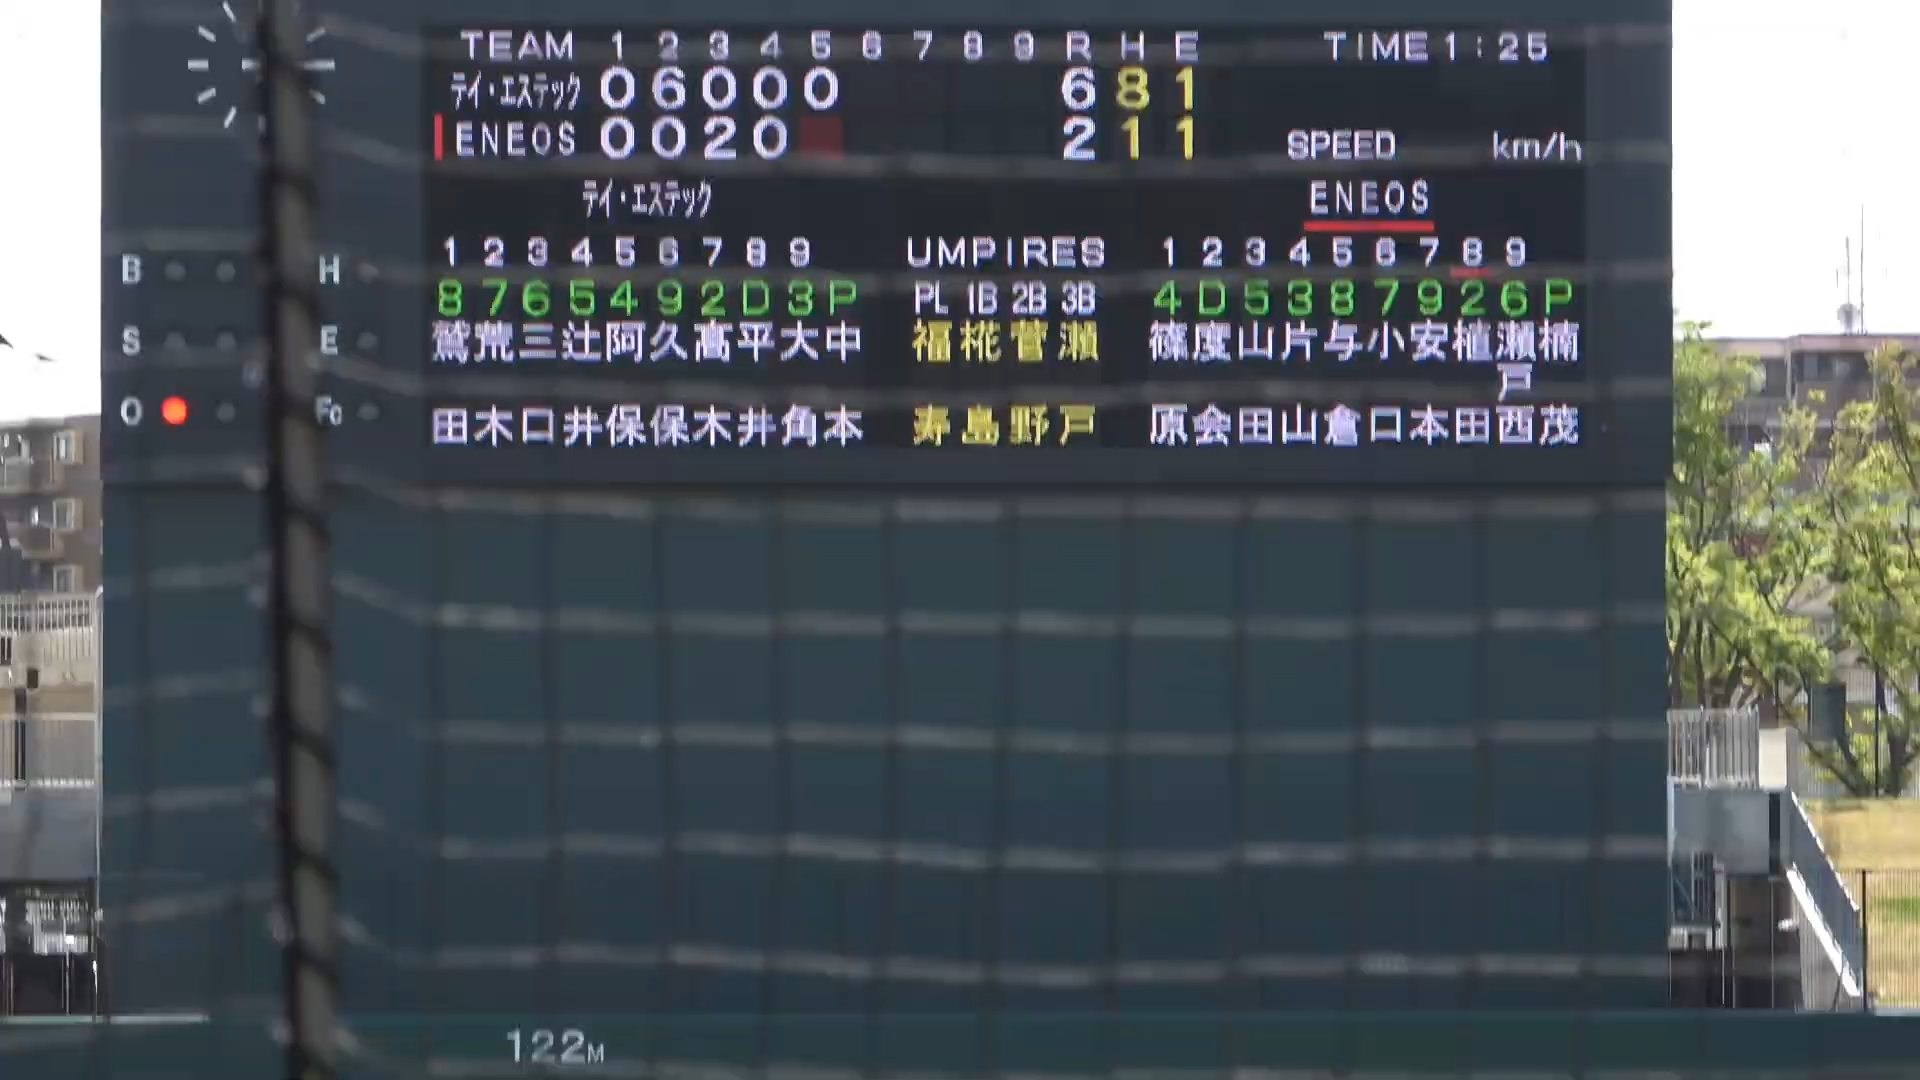 TEAM 1 2 3 4 5 6 7 8 9 R H E TIME 1:25
テイ・エステック 0 6 0 0 0 6 8 1
ENEOS 0 0 2 0 2 1 1 SPEED km/h
テイ・エステック ENEOS
1 2 3 4 5 6 7 8 9 UMPIRES 1 2 3 4 5 6 7 8 9
B H
8 7 6 5 4 9 2 D 3 P PL 1B 2B 3B 4 D 5 3 8 7 9 2 6 P
S E
鷲 荒 三 辻 阿 久 高 平 大 中 福 椛 菅 瀬 篠 度 山 片 与 小 安 植 瀬 楠
戸
O Fc
田 木 口 井 保 保 木 井 角 本 寿 島 野 戸 原 会 田 山 倉 口 本 田 西 茂
122M